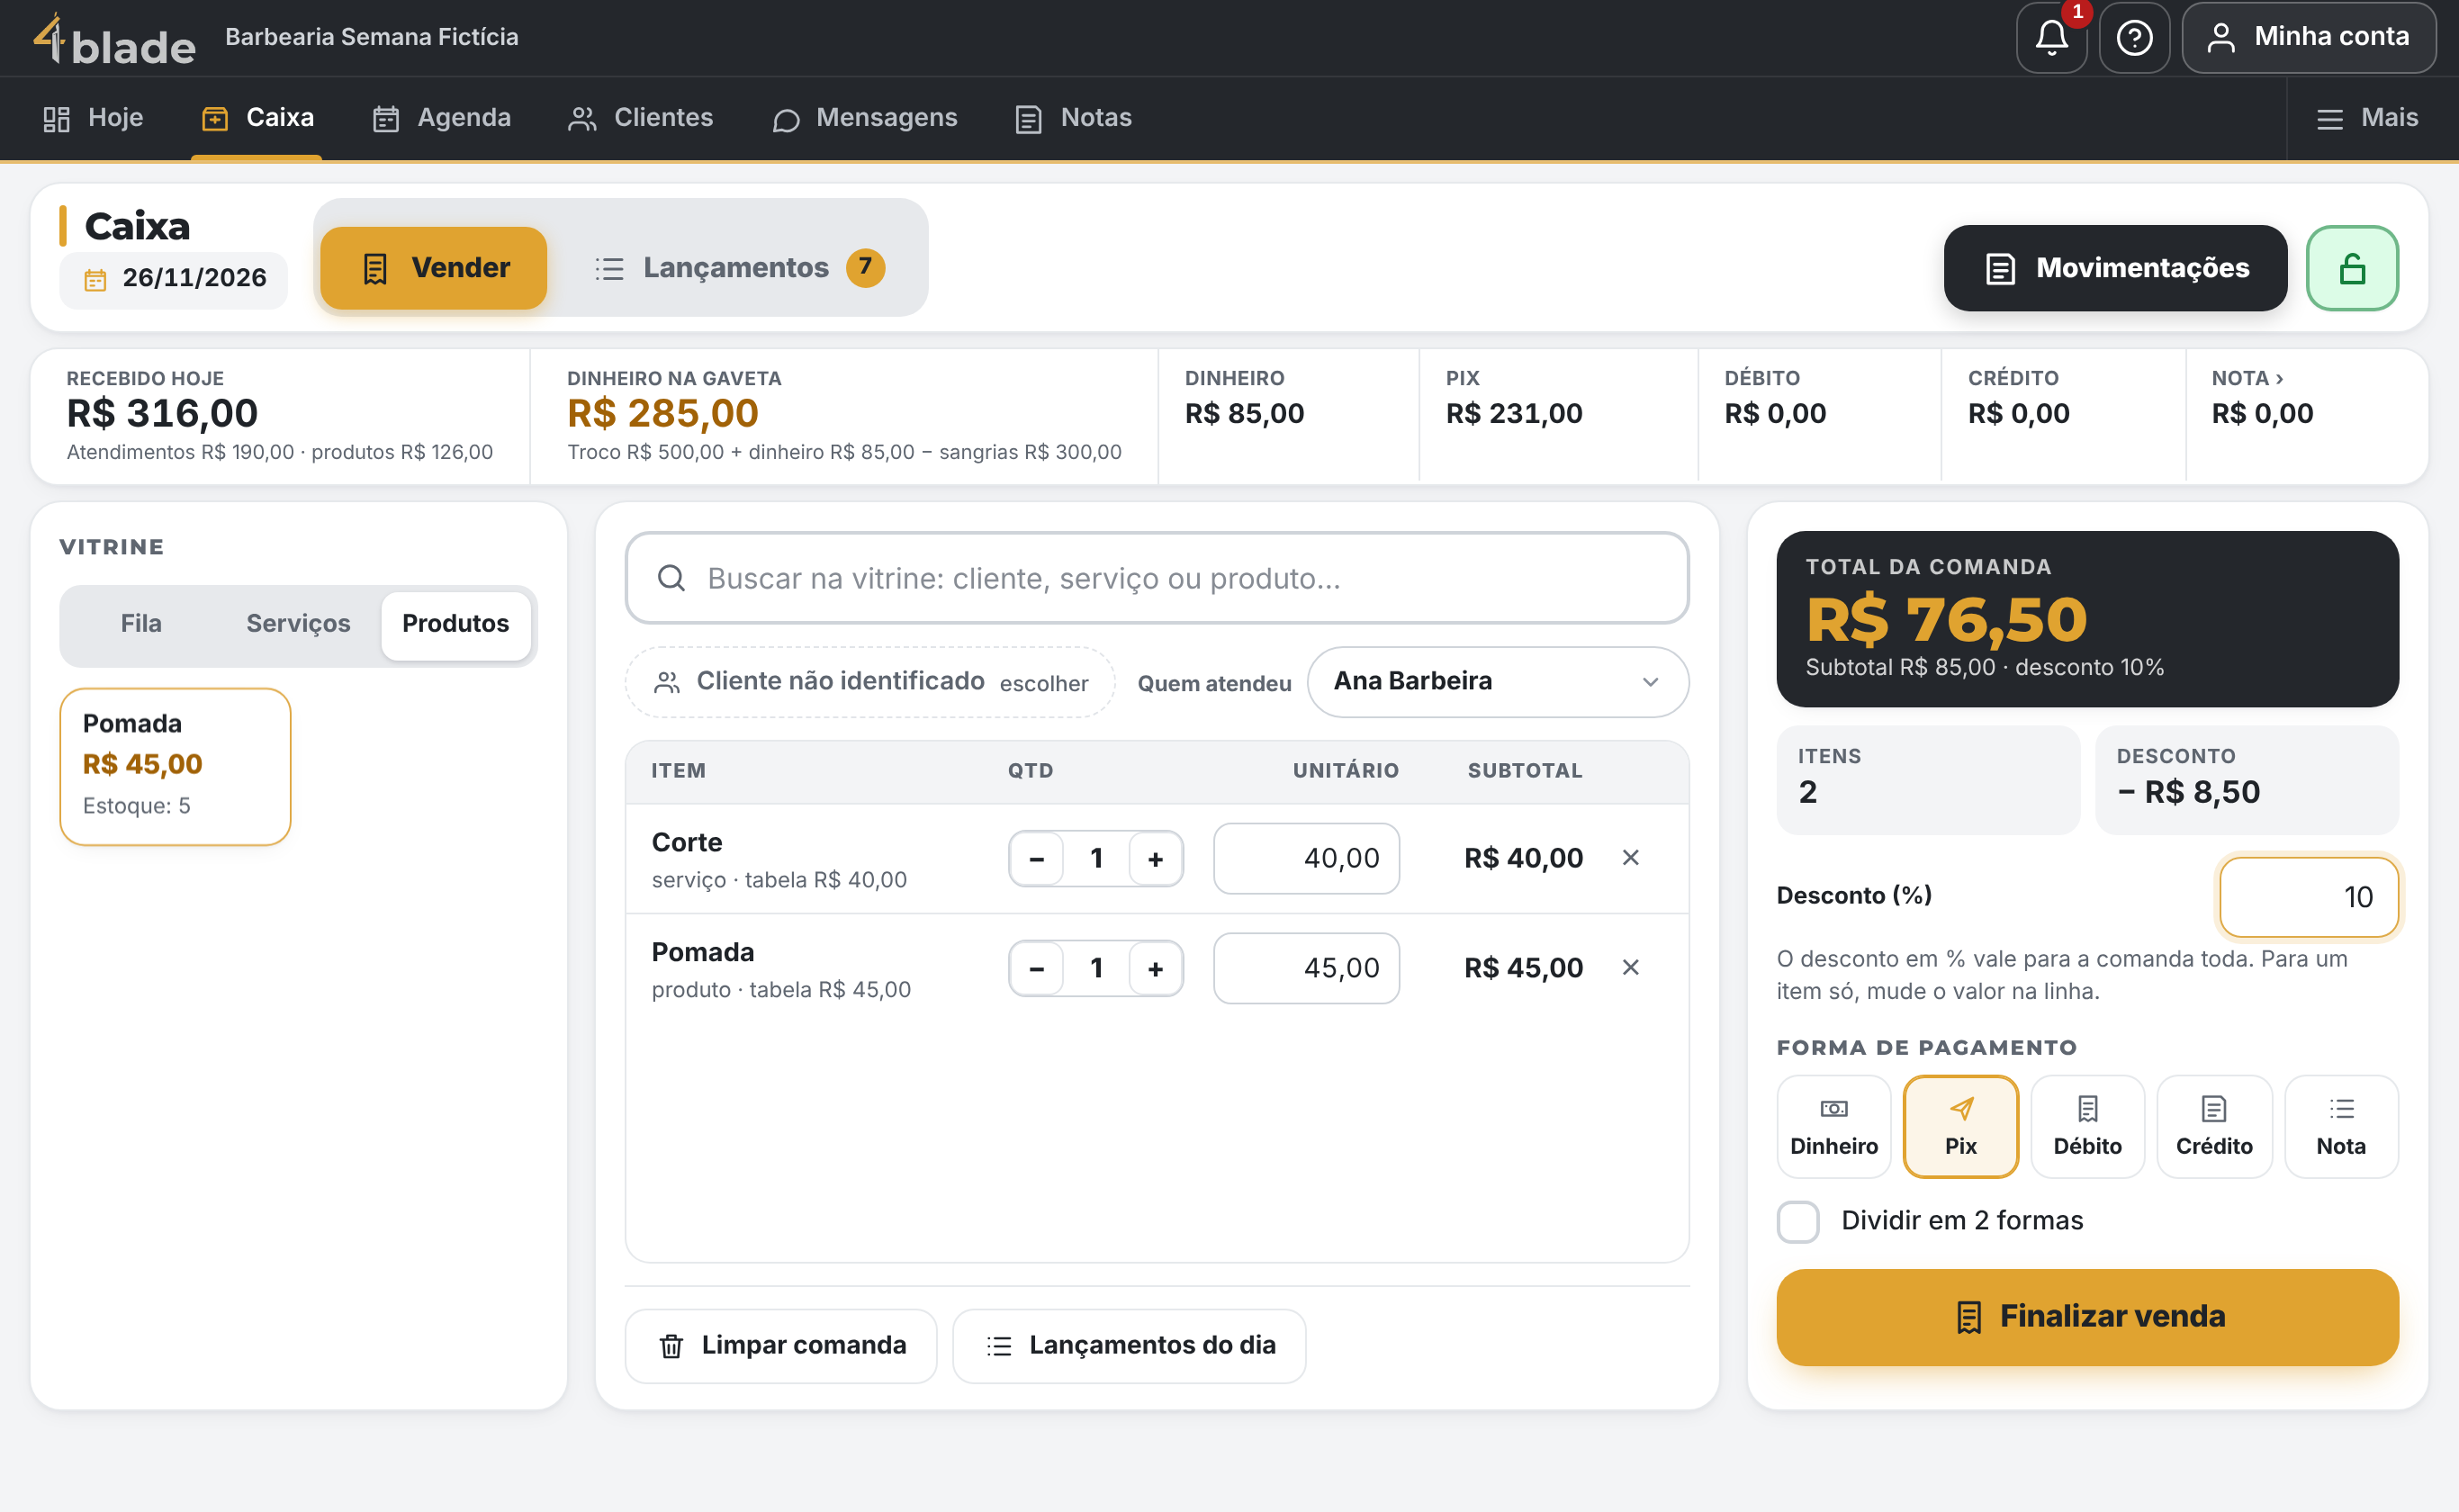 4blade
Barbearia Semana Fictícia
1
Minha conta
Hoje
Caixa
Agenda
Clientes
Mensagens
Notas
Mais
Caixa
26/11/2026
Vender
Lançamentos 7
Movimentações
RECEBIDO HOJE
R$ 316,00
Atendimentos R$ 190,00 · produtos R$ 126,00
DINHEIRO NA GAVETA
R$ 285,00
Troco R$ 500,00 + dinheiro R$ 85,00 − sangrias R$ 300,00
DINHEIRO
R$ 85,00
PIX
R$ 231,00
DÉBITO
R$ 0,00
CRÉDITO
R$ 0,00
NOTA ›
R$ 0,00
VITRINE
Fila
Serviços
Produtos
Pomada
R$ 45,00
Estoque: 5
Buscar na vitrine: cliente, serviço ou produto...
Cliente não identificado escolher
Quem atendeu
Ana Barbeira
ITEM QTD UNITÁRIO SUBTOTAL
Corte
serviço · tabela R$ 40,00
− 1 + 40,00 R$ 40,00 ×
Pomada
produto · tabela R$ 45,00
− 1 + 45,00 R$ 45,00 ×
Limpar comanda
Lançamentos do dia
TOTAL DA COMANDA
R$ 76,50
Subtotal R$ 85,00 · desconto 10%
ITENS
2
DESCONTO
− R$ 8,50
Desconto (%)
10
O desconto em % vale para a comanda toda. Para um
item só, mude o valor na linha.
FORMA DE PAGAMENTO
Dinheiro
Pix
Débito
Crédito
Nota
Dividir em 2 formas
Finalizar venda